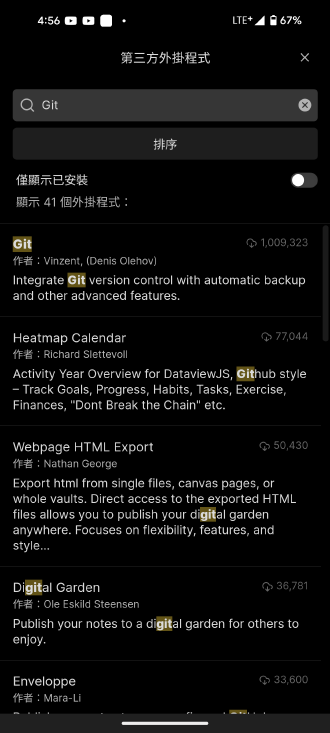 4:56 LTE+ 67%
第三方外掛程式
Git
排序
僅顯示已安裝
顯示 41 個外掛程式：
Git 1,009,323
作者：Vinzent, (Denis Olehov)
Integrate Git version control with automatic backup
and other advanced features.
Heatmap Calendar 77,044
作者：Richard Slettevoll
Activity Year Overview for DataviewJS, Github style
– Track Goals, Progress, Habits, Tasks, Exercise,
Finances, "Dont Break the Chain" etc.
Webpage HTML Export 50,430
作者：Nathan George
Export html from single files, canvas pages, or
whole vaults. Direct access to the exported HTML
files allows you to publish your digital garden
anywhere. Focuses on flexibility, features, and
style...
Digital Garden 36,781
作者：Ole Eskild Steensen
Publish your notes to a digital garden for others to
enjoy.
Enveloppe 33,600
作者：Mara-Li